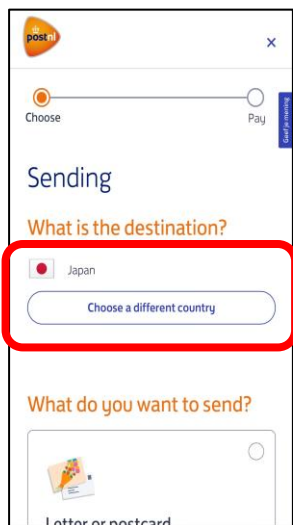 postnl
×
Choose
Pay
Geef je mening
Sending
What is the destination?
Japan
Choose a different country
What do you want to send?
Letter or postcard